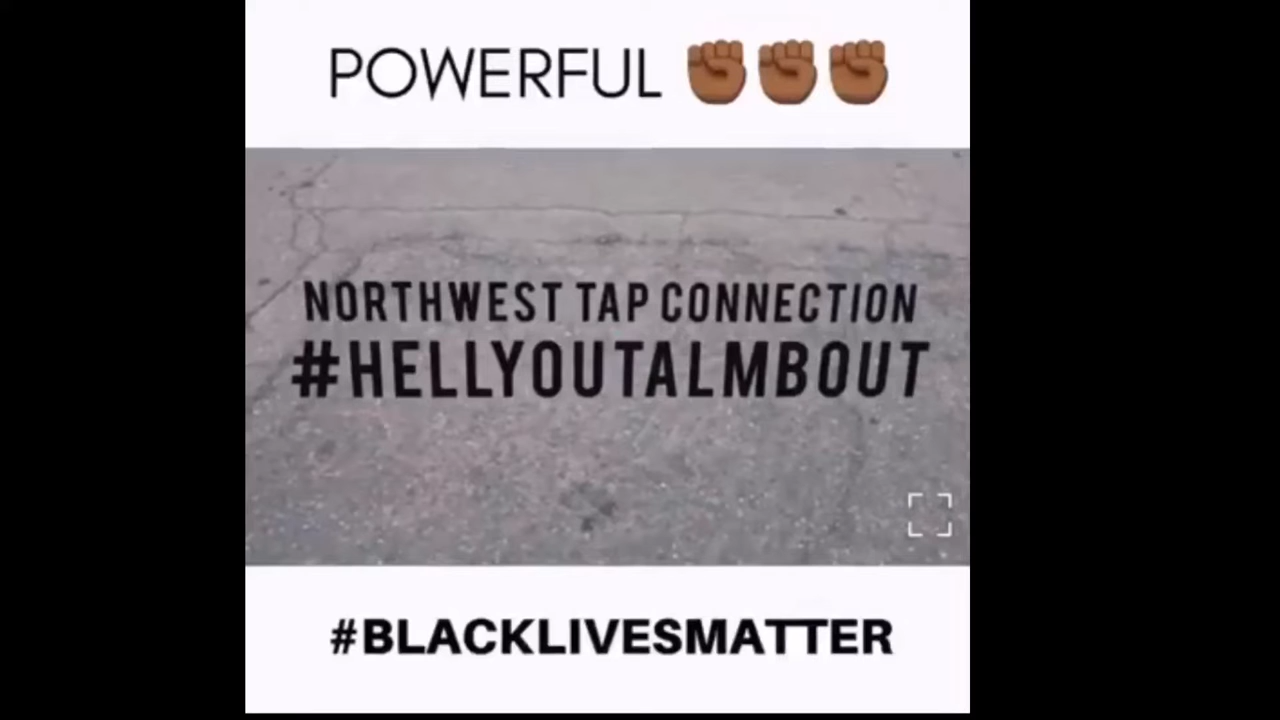 POWERFUL ✊🏾✊🏾✊🏾
NORTHWEST TAP CONNECTION
#HELLYOUTALMBOUT
#BLACKLIVESMATTER